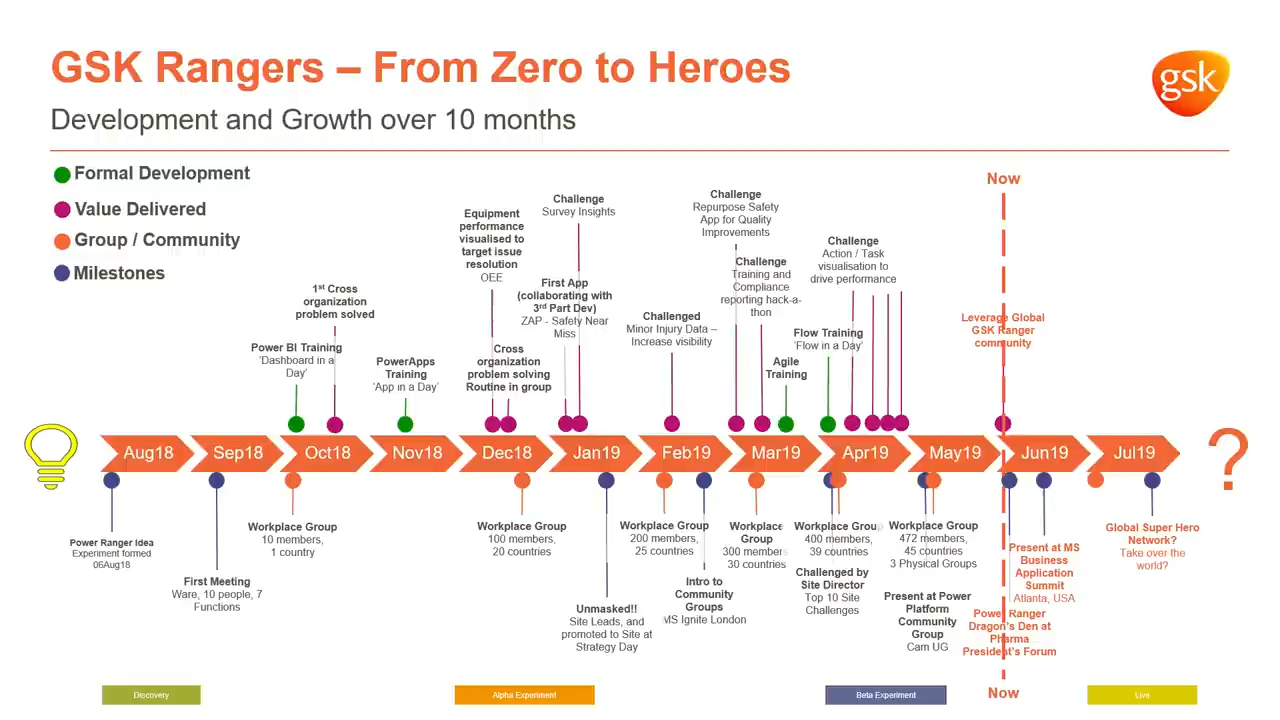 GSK Rangers – From Zero to Heroes
gsk
Development and Growth over 10 months
Formal Development
Value Delivered
Group / Community
Milestones
1st Cross
organization
problem solved
Power BI Training
'Dashboard in a
Day'
PowerApps
Training
'App in a Day'
Equipment
performance
visualised to
target issue
resolution
OEE
Cross
organization
problem solving
Routine in group
Challenge
Survey Insights
First App
(collaborating with
3rd Part Dev)
ZAP - Safety Near
Miss
Challenged
Minor Injury Data –
Increase visibility
Challenge
Repurpose Safety
App for Quality
Improvements
Challenge
Training and
Compliance
reporting hack-a-
thon
Agile
Training
Flow Training
'Flow in a Day'
Challenge
Action / Task
visualisation to
drive performance
Now
Leverage Global
GSK Ranger
community
Aug18
Sep18
Oct18
Nov18
Dec18
Jan19
Feb19
Mar19
Apr19
May19
Jun19
Jul19
?
Power Ranger Idea
Experiment formed
06Aug18
First Meeting
Ware, 10 people, 7
Functions
Workplace Group
10 members,
1 country
Workplace Group
100 members,
20 countries
Unmasked!!
Site Leads, and
promoted to Site at
Strategy Day
Workplace Group
200 members,
25 countries
Intro to
Community
Groups
MS Ignite London
Workplace
Group
300 members
30 countries
Workplace Group
400 members,
39 countries
Challenged by
Site Director
Top 10 Site
Challenges
Workplace Group
472 members,
45 countries
3 Physical Groups
Present at Power
Platform
Community
Group
Cam UG
Present at MS
Business
Application
Summit
Atlanta, USA
Power Ranger
Dragon's Den at
Pharma
President's Forum
Global Super Hero
Network?
Take over the
world?
Discovery
Alpha Experiment
Beta Experiment
Now
Live